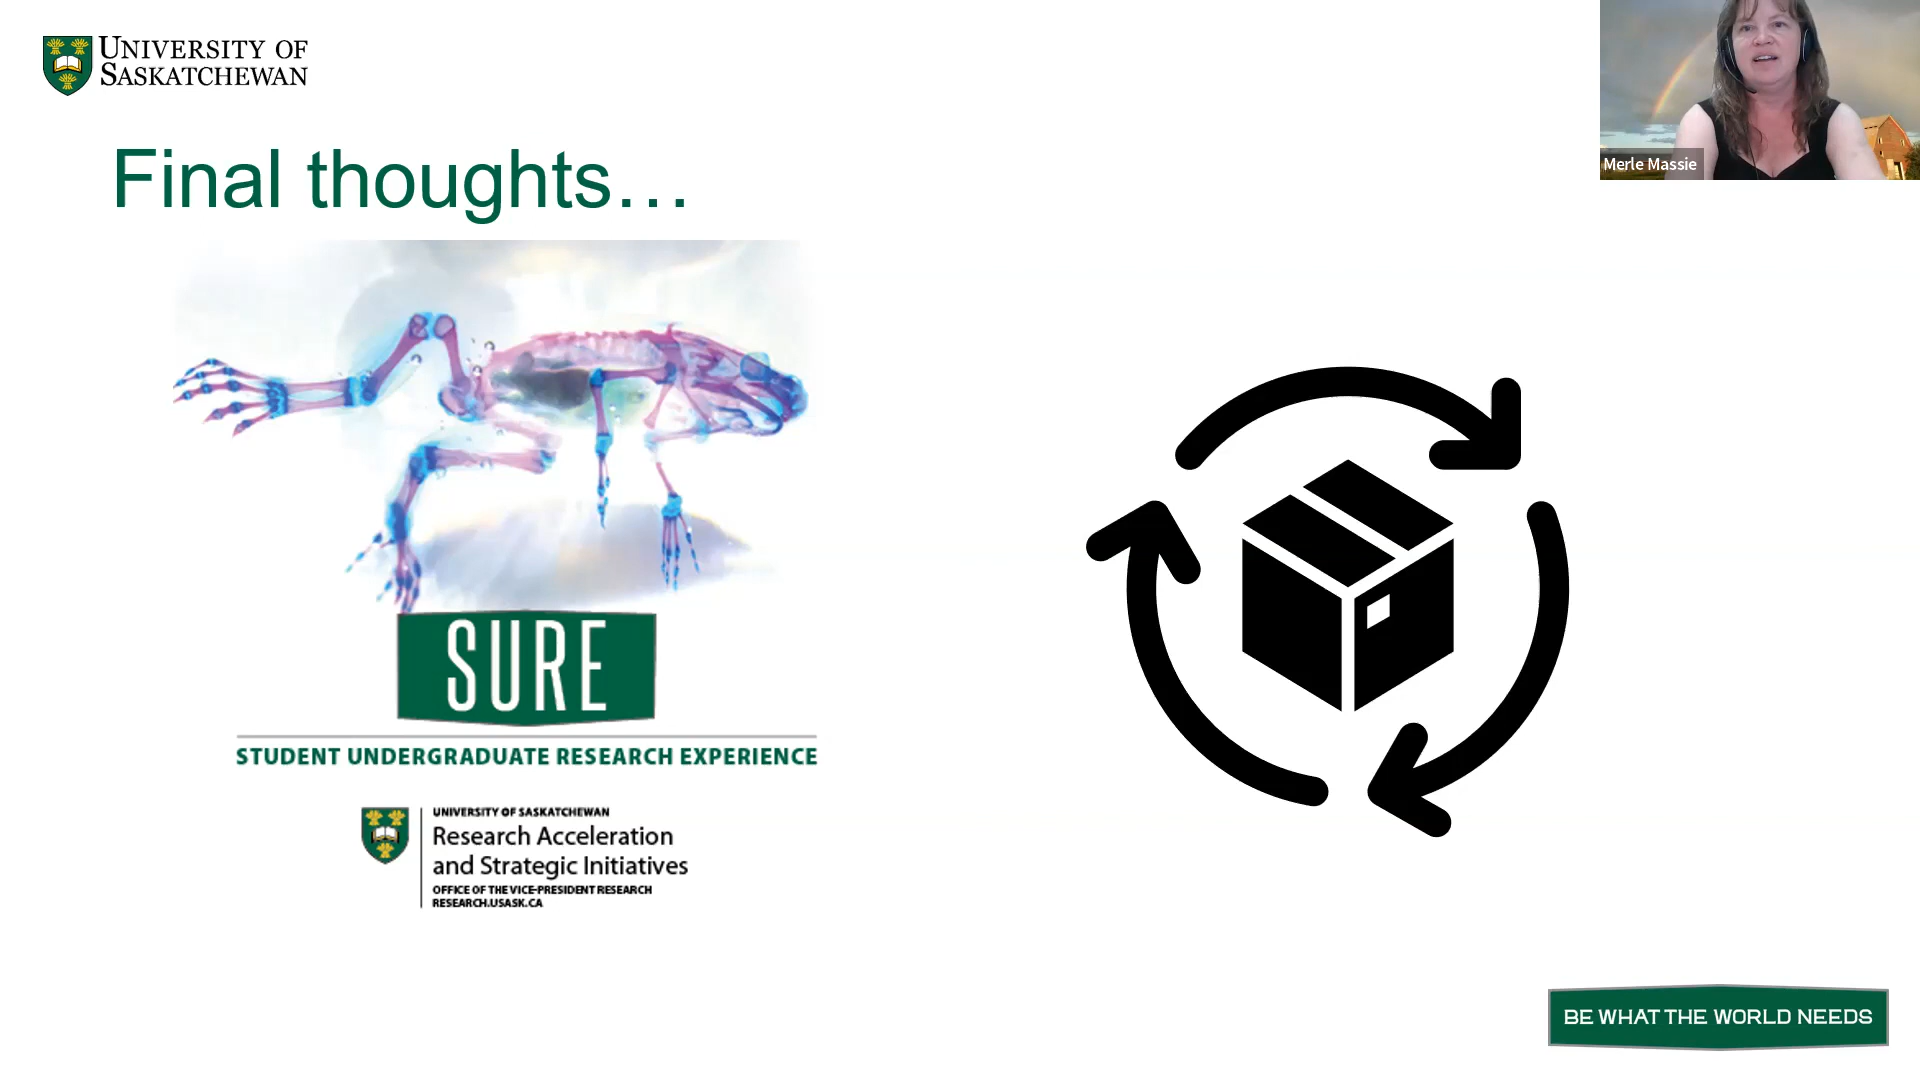 UNIVERSITY OF
SASKATCHEWAN
Merle Massie
Final thoughts...
SURE
STUDENT UNDERGRADUATE RESEARCH EXPERIENCE
UNIVERSITY OF SASKATCHEWAN
Research Acceleration
and Strategic Initiatives
OFFICE OF THE VICE-PRESIDENT RESEARCH
RESEARCH.USASK.CA
BE WHAT THE WORLD NEEDS